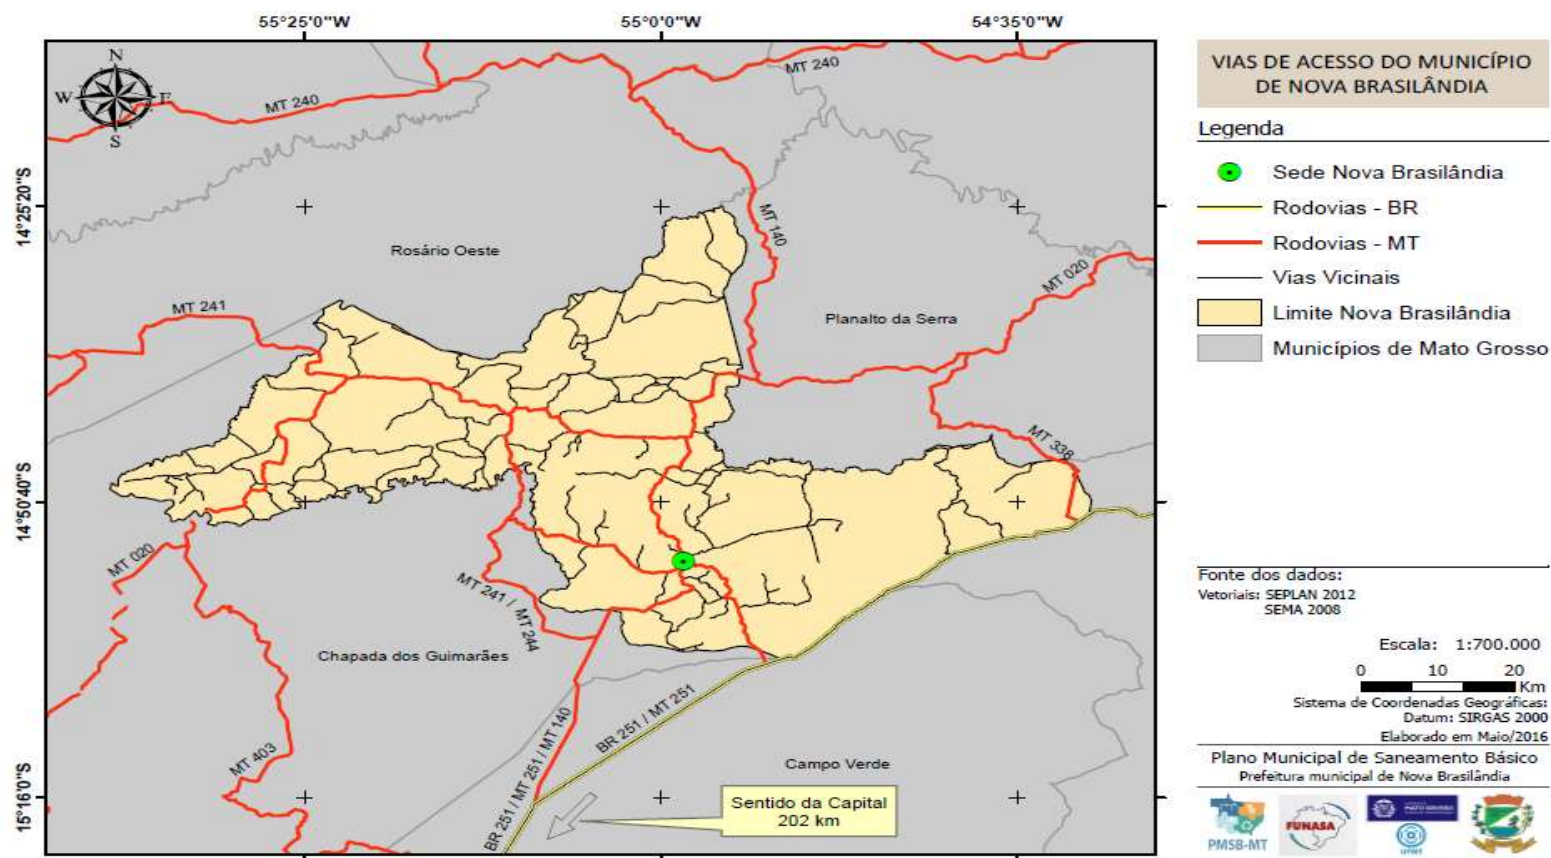 55°25'0"W
55°0'0"W
54°35'0"W
N
W
E
S
14°25'20"S
14°50'40"S
15°16'0"S
MT 240
MT 240
MT 140
MT 020
Rosário Oeste
MT 241
Planalto da Serra
MT 338
MT 020
MT 241 / MT 244
Chapada dos Guimarães
MT 403
BR 251 / MT 251 / MT 140
BR 251 / MT 251
Campo Verde
Sentido da Capital
202 km
VIAS DE ACESSO DO MUNICÍPIO
DE NOVA BRASILÂNDIA
Legenda
Sede Nova Brasilândia
Rodovias - BR
Rodovias - MT
Vias Vicinais
Limite Nova Brasilândia
Municípios de Mato Grosso
Fonte dos dados:
Vetoriais: SEPLAN 2012
SEMA 2008
Escala: 1:700.000
0 10 20
Km
Sistema de Coordenadas Geográficas:
Datum: SIRGAS 2000
Elaborado em Maio/2016
Plano Municipal de Saneamento Básico
Prefeitura municipal de Nova Brasilândia
PMSB-MT
FUNASA
MATO GROSSO
UFMT